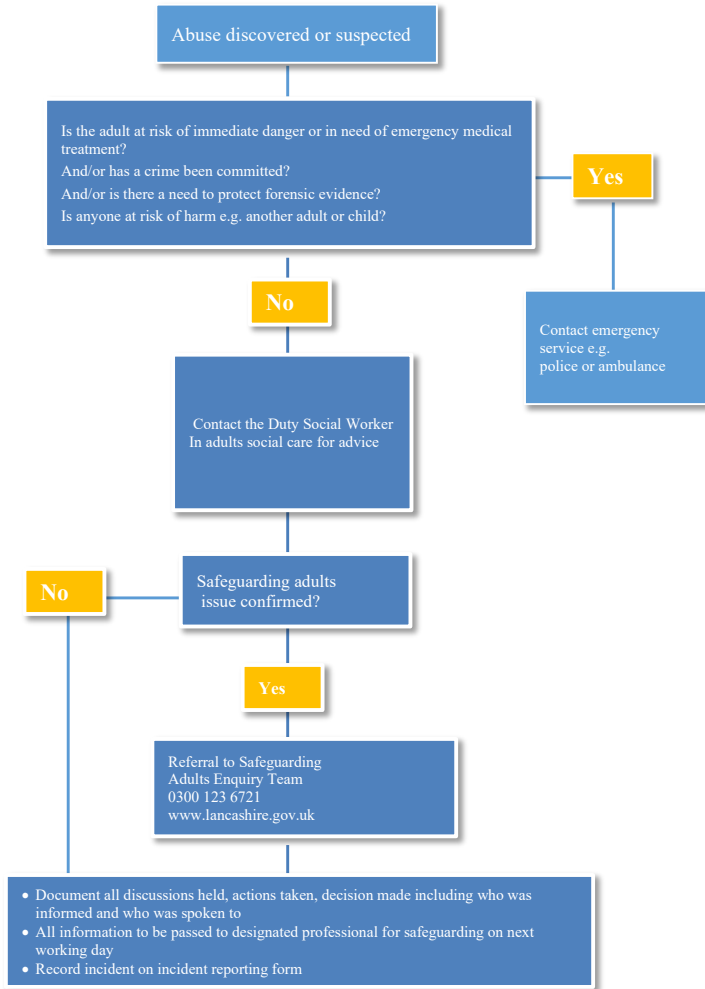 Abuse discovered or suspected
Is the adult at risk of immediate danger or in need of emergency medical
treatment?
And/or has a crime been committed?
And/or is there a need to protect forensic evidence?
Is anyone at risk of harm e.g. another adult or child?
Yes
No
Contact emergency
service e.g.
police or ambulance
Contact the Duty Social Worker
In adults social care for advice
Safeguarding adults
issue confirmed?
No
Yes
Referral to Safeguarding
Adults Enquiry Team
0300 123 6721
www.lancashire.gov.uk
• Document all discussions held, actions taken, decision made including who was
informed and who was spoken to
• All information to be passed to designated professional for safeguarding on next
working day
• Record incident on incident reporting form